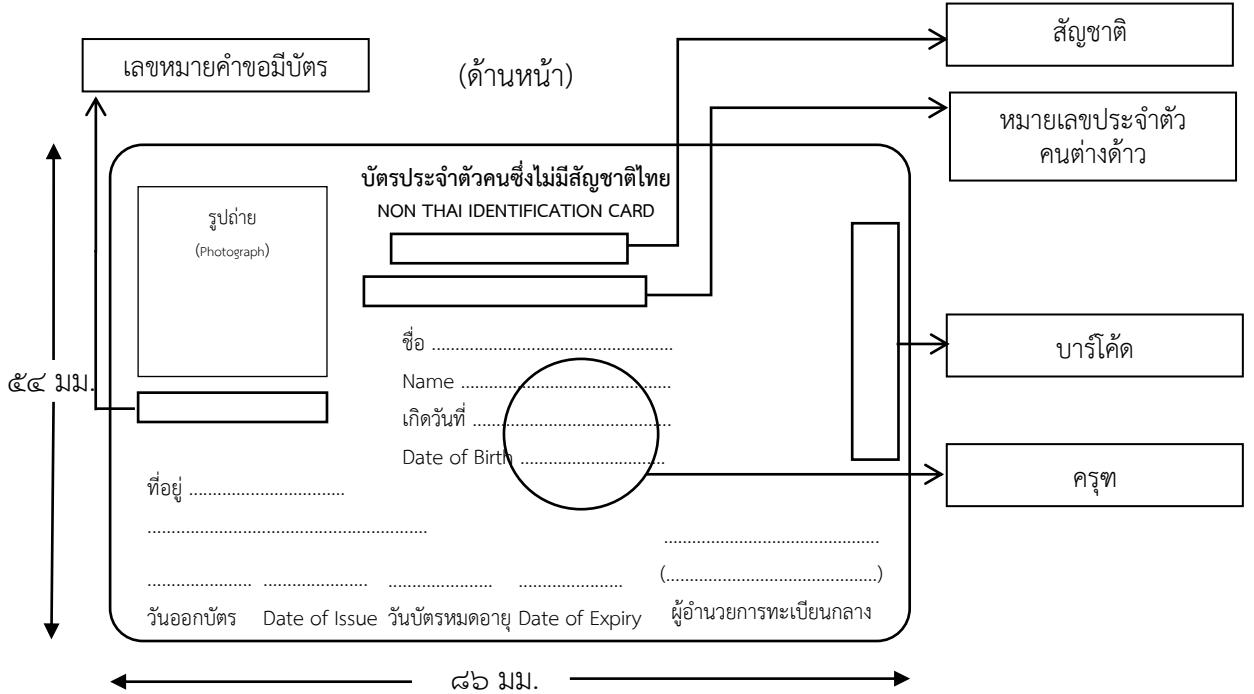 สัญชาติ
เลขหมายคำขอมีบัตร
(ด้านหน้า)
หมายเลขประจำตัว
คนต่างด้าว
บัตรประจำตัวคนซึ่งไม่มีสัญชาติไทย
NON THAI IDENTIFICATION CARD
รูปถ่าย
(Photograph)
ชื่อ ................................................
Name ..........................................
เกิดวันที่ ........................................
Date of Birth .............................
บาร์โค้ด
๕๔ มม.
ครุฑ
ที่อยู่ ...............................
........................................................
...........................................
(..........................................)
..................... ..................... ..................... .....................
วันออกบัตร Date of Issue วันบัตรหมดอายุ Date of Expiry ผู้อำนวยการทะเบียนกลาง
๘๖ มม.